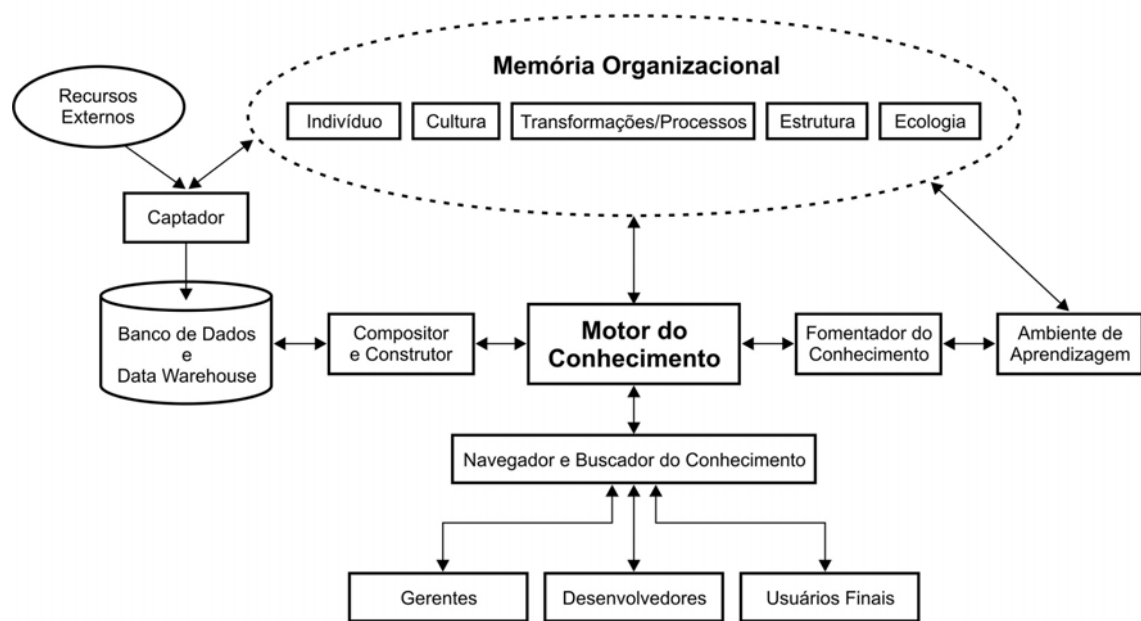 Memória Organizacional
Recursos
Externos
Indivíduo
Cultura
Transformações/Processos
Estrutura
Ecologia
Captador
Banco de Dados
e
Data Warehouse
Compositor
e Construtor
Motor do
Conhecimento
Fomentador do
Conhecimento
Ambiente de
Aprendizagem
Navegador e Buscador do Conhecimento
Gerentes
Desenvolvedores
Usuários Finais